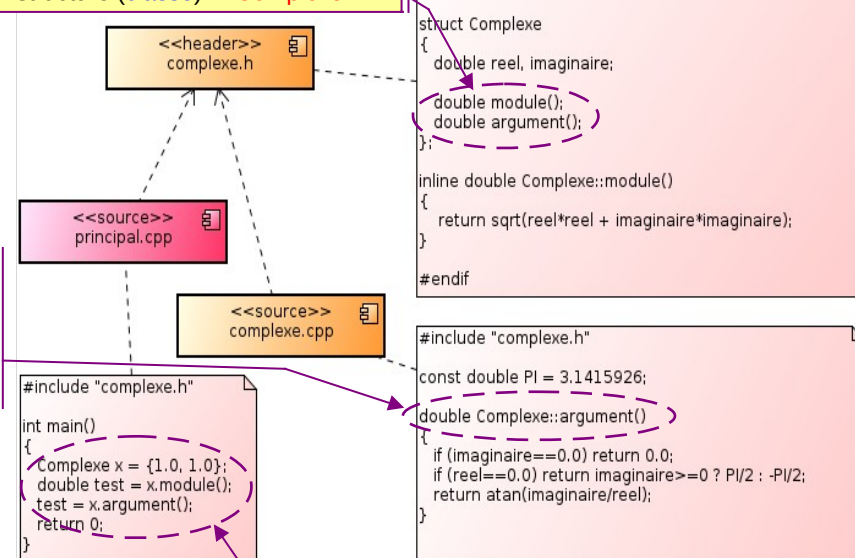 <<header>>
complexe.h
<<source>>
principal.cpp
<<source>>
complexe.cpp
struct Complexe
{
double reel, imaginaire;
double module();
double argument();
};
inline double Complexe::module()
{
return sqrt(reel*reel + imaginaire*imaginaire);
}
#endif
#include "complexe.h"
const double PI = 3.1415926;
double Complexe::argument()
{
if (imaginaire==0.0) return 0.0;
if (reel==0.0) return imaginaire>=0 ? PI/2 : -PI/2;
return atan(imaginaire/reel);
}
#include "complexe.h"
int main()
{
Complexe x = {1.0, 1.0};
double test = x.module();
test = x.argument();
return 0;
}